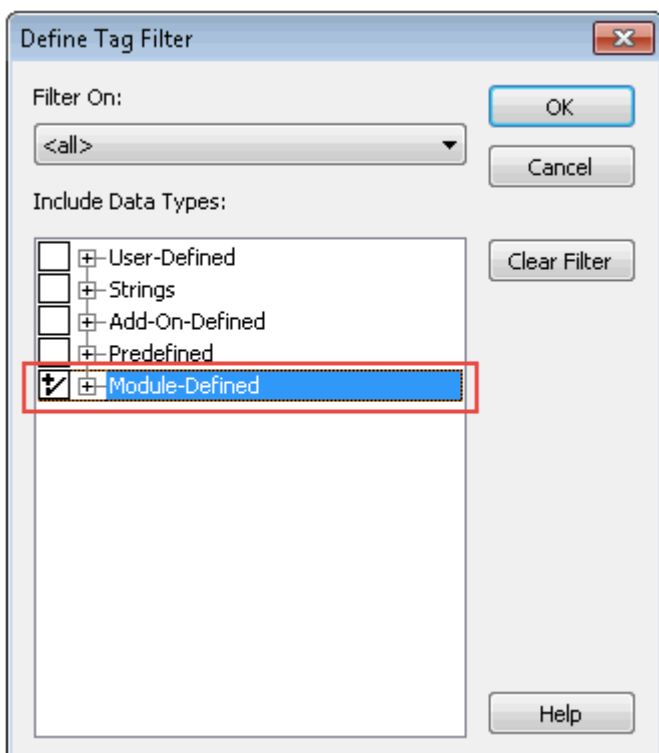 Define Tag Filter
Filter On:
<all>
Include Data Types:
User-Defined
Strings
Add-On-Defined
Predefined
Module-Defined
OK
Cancel
Clear Filter
Help